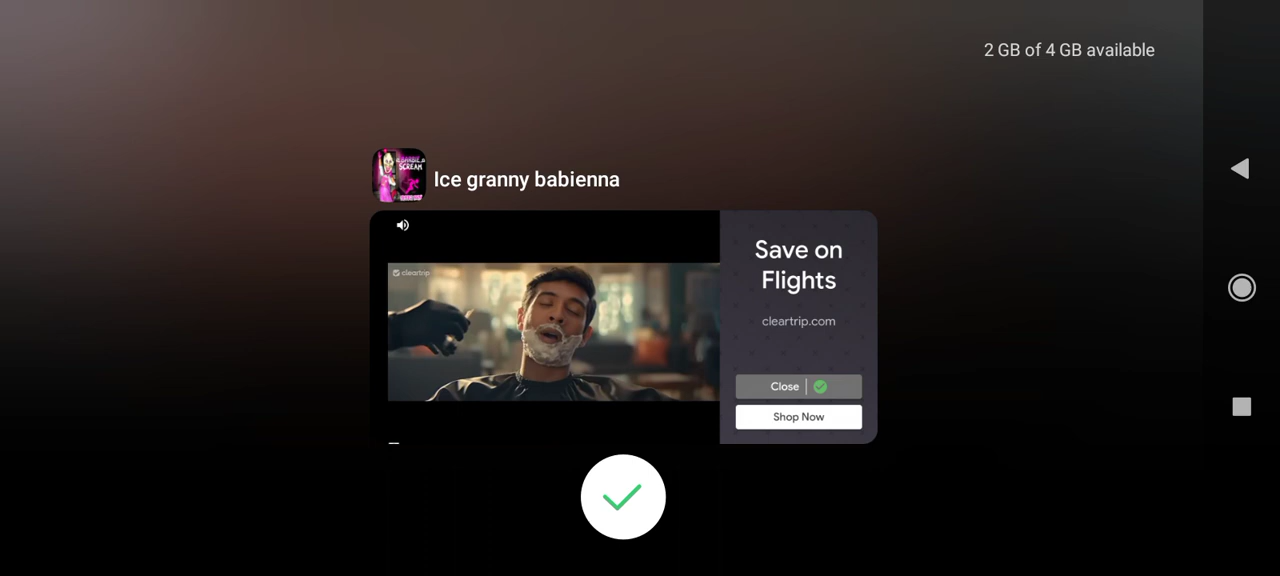 2 GB of 4 GB available
Ice granny babienna
cleartrip
Save on
Flights
cleartrip.com
Close
Shop Now